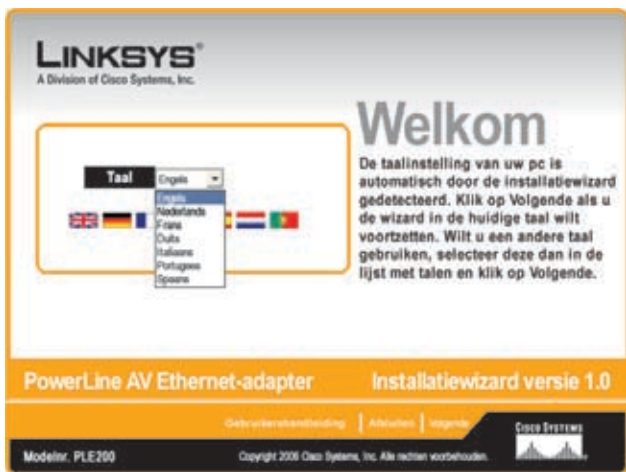 LINKSYS®
A Division of Cisco Systems, Inc.
Welkom
De taalinstelling van uw pc is
automatisch door de installatiewizard
gedetecteerd. Klik op Volgende als u
de wizard in de huidige taal wilt
voortzetten. Wilt u een andere taal
gebruiken, selecteer deze dan in de
lijst met talen en klik op Volgende.
Taal Engels
Engels
Nederlands
Frans
Duits
Italiaans
Portugees
Spaans
PowerLine AV Ethernet-adapter Installatiewizard versie 1.0
Gebruikershandleiding | Afsluiten | Volgende
CISCO SYSTEMS
Modelnr. PLE200 Copyright 2006 Cisco Systems, Inc. Alle rechten voorbehouden.